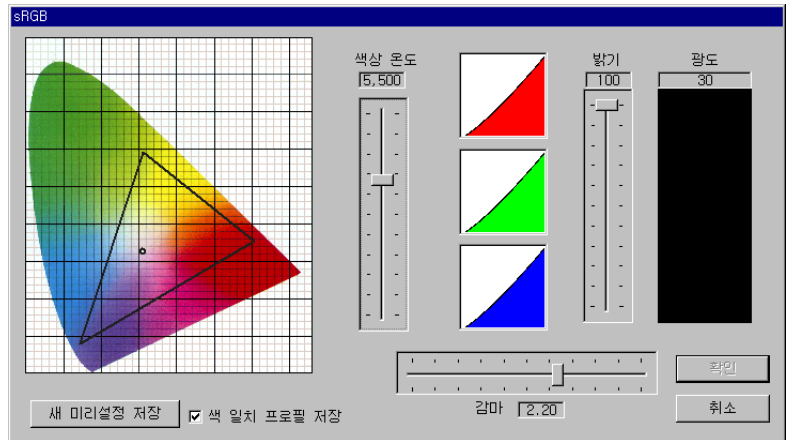 sRGB
색상 온도
5,500
밝기
100
광도
30
확인
감마 2.20
취소
새 미리설정 저장
색 일치 프로필 저장